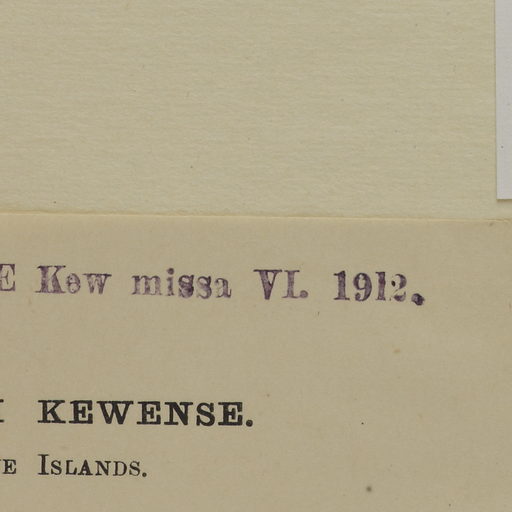 E Kew missa VI. 1912.
KEWENSE.
E ISLANDS.